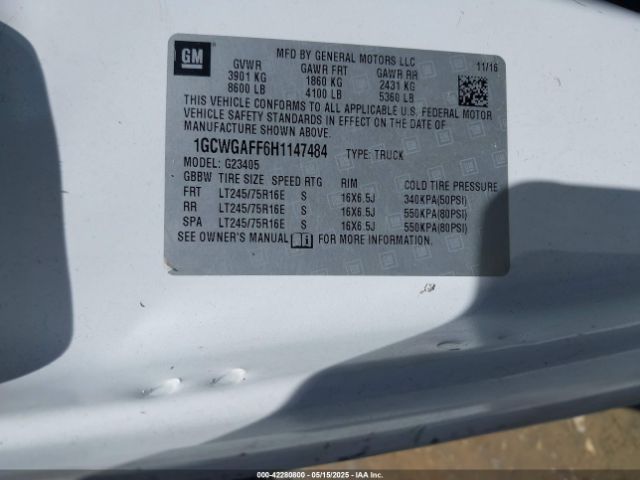 GM
MFD BY GENERAL MOTORS LLC
11/16
GVWR GAWR FRT GAWR RR
3901 KG 1860 KG 2431 KG
8600 LB 4100 LB 5360 LB
THIS VEHICLE CONFORMS TO ALL APPLICABLE U.S. FEDERAL MOTOR
VEHICLE SAFETY STANDARDS IN EFFECT ON THE DATE OF
MANUFACTURE SHOWN ABOVE.
1GCWGAFF6H1147484 TYPE: TRUCK
MODEL: G23405
GBBW TIRE SIZE SPEED RTG RIM COLD TIRE PRESSURE
FRT LT245/75R16E S 16X6.5J 340KPA(50PSI)
RR LT245/75R16E S 16X6.5J 550KPA(80PSI)
SPA LT245/75R16E S 16X6.5J 550KPA(80PSI)
SEE OWNER'S MANUAL FOR MORE INFORMATION.
000-42280800 - 05/15/2025 - IAA, Inc.